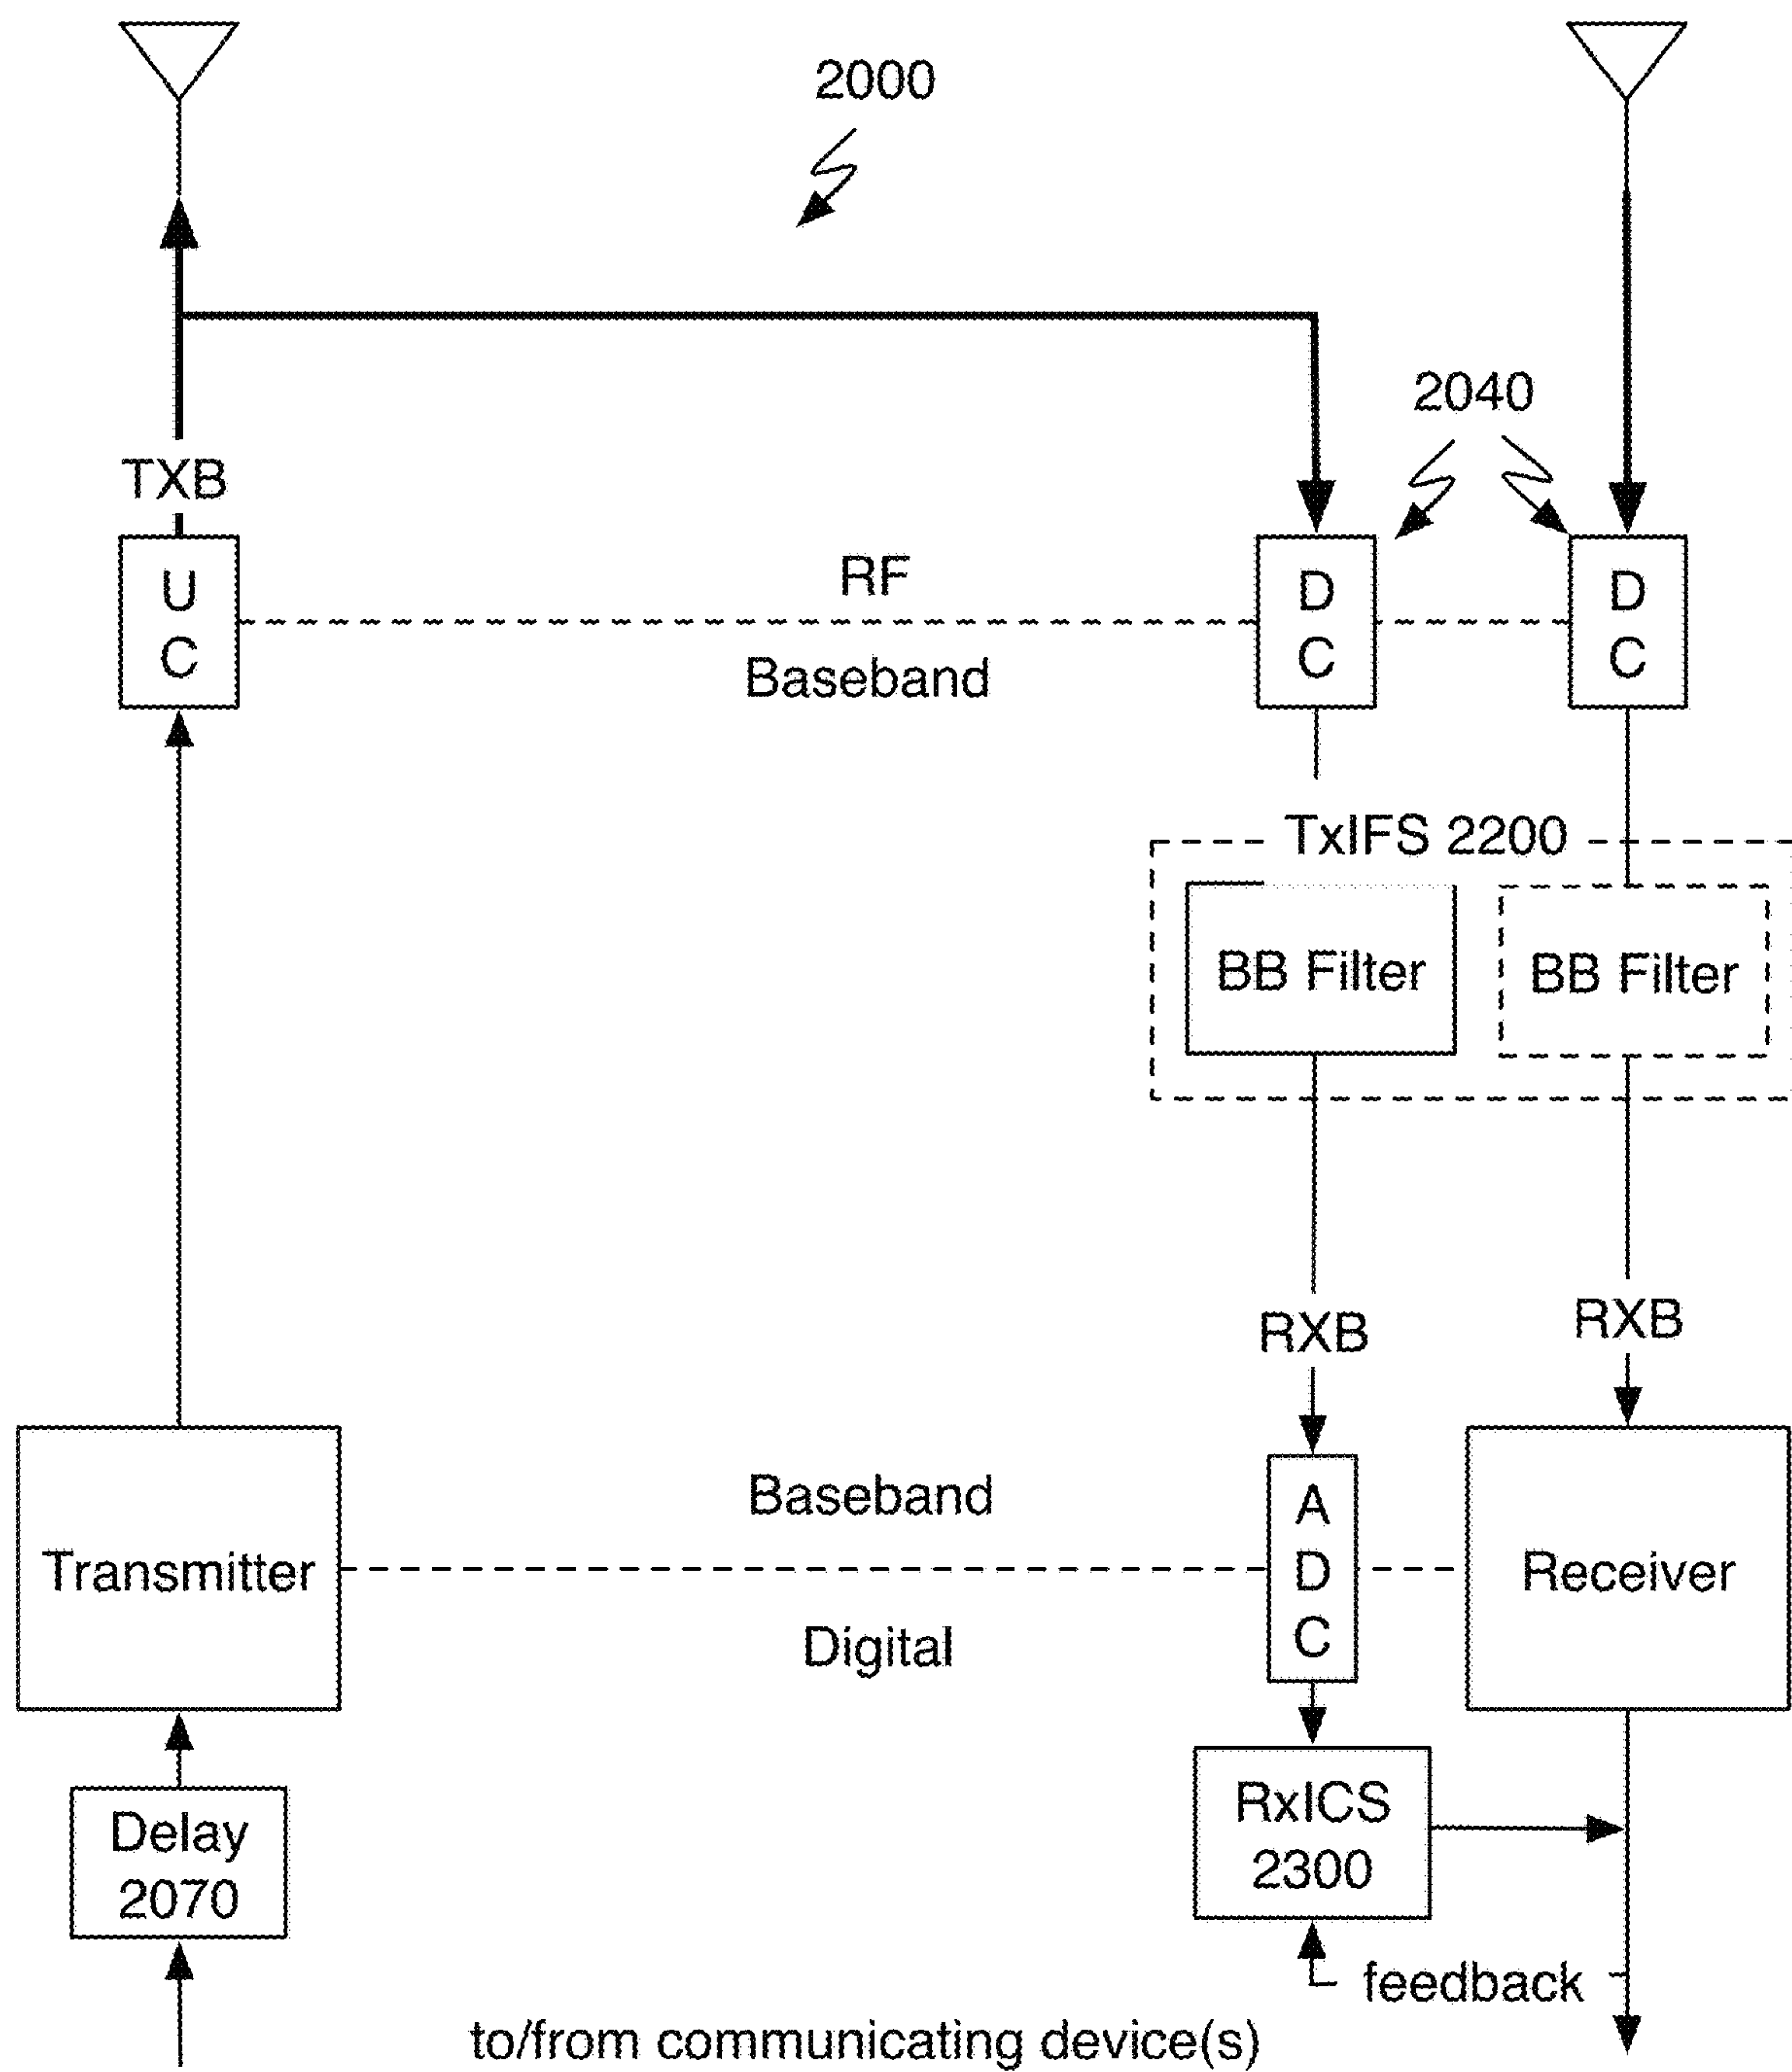 2000
2040
TXB
U
C
RF
Baseband
D
C
D
C
TxIFS 2200
BB Filter
BB Filter
RXB
RXB
Transmitter
Baseband
Digital
A
D
C
Receiver
Delay
2070
RxICS
2300
feedback
to/from communicating device(s)